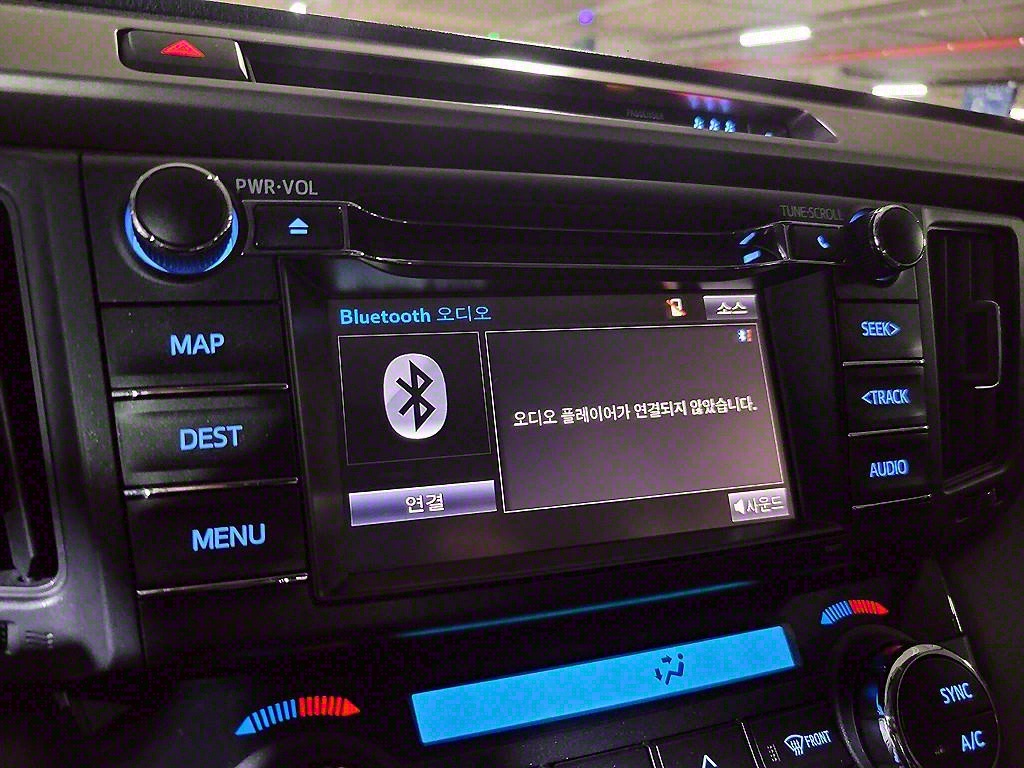 PASSENGER
PWR·VOL
TUNE·SCROLL
MAP
DEST
MENU
Bluetooth 오디오
소스
오디오 플레이어가 연결되지 않았습니다.
연결
사운드
SEEK>
<TRACK
AUDIO
SYNC
A/C
FRONT